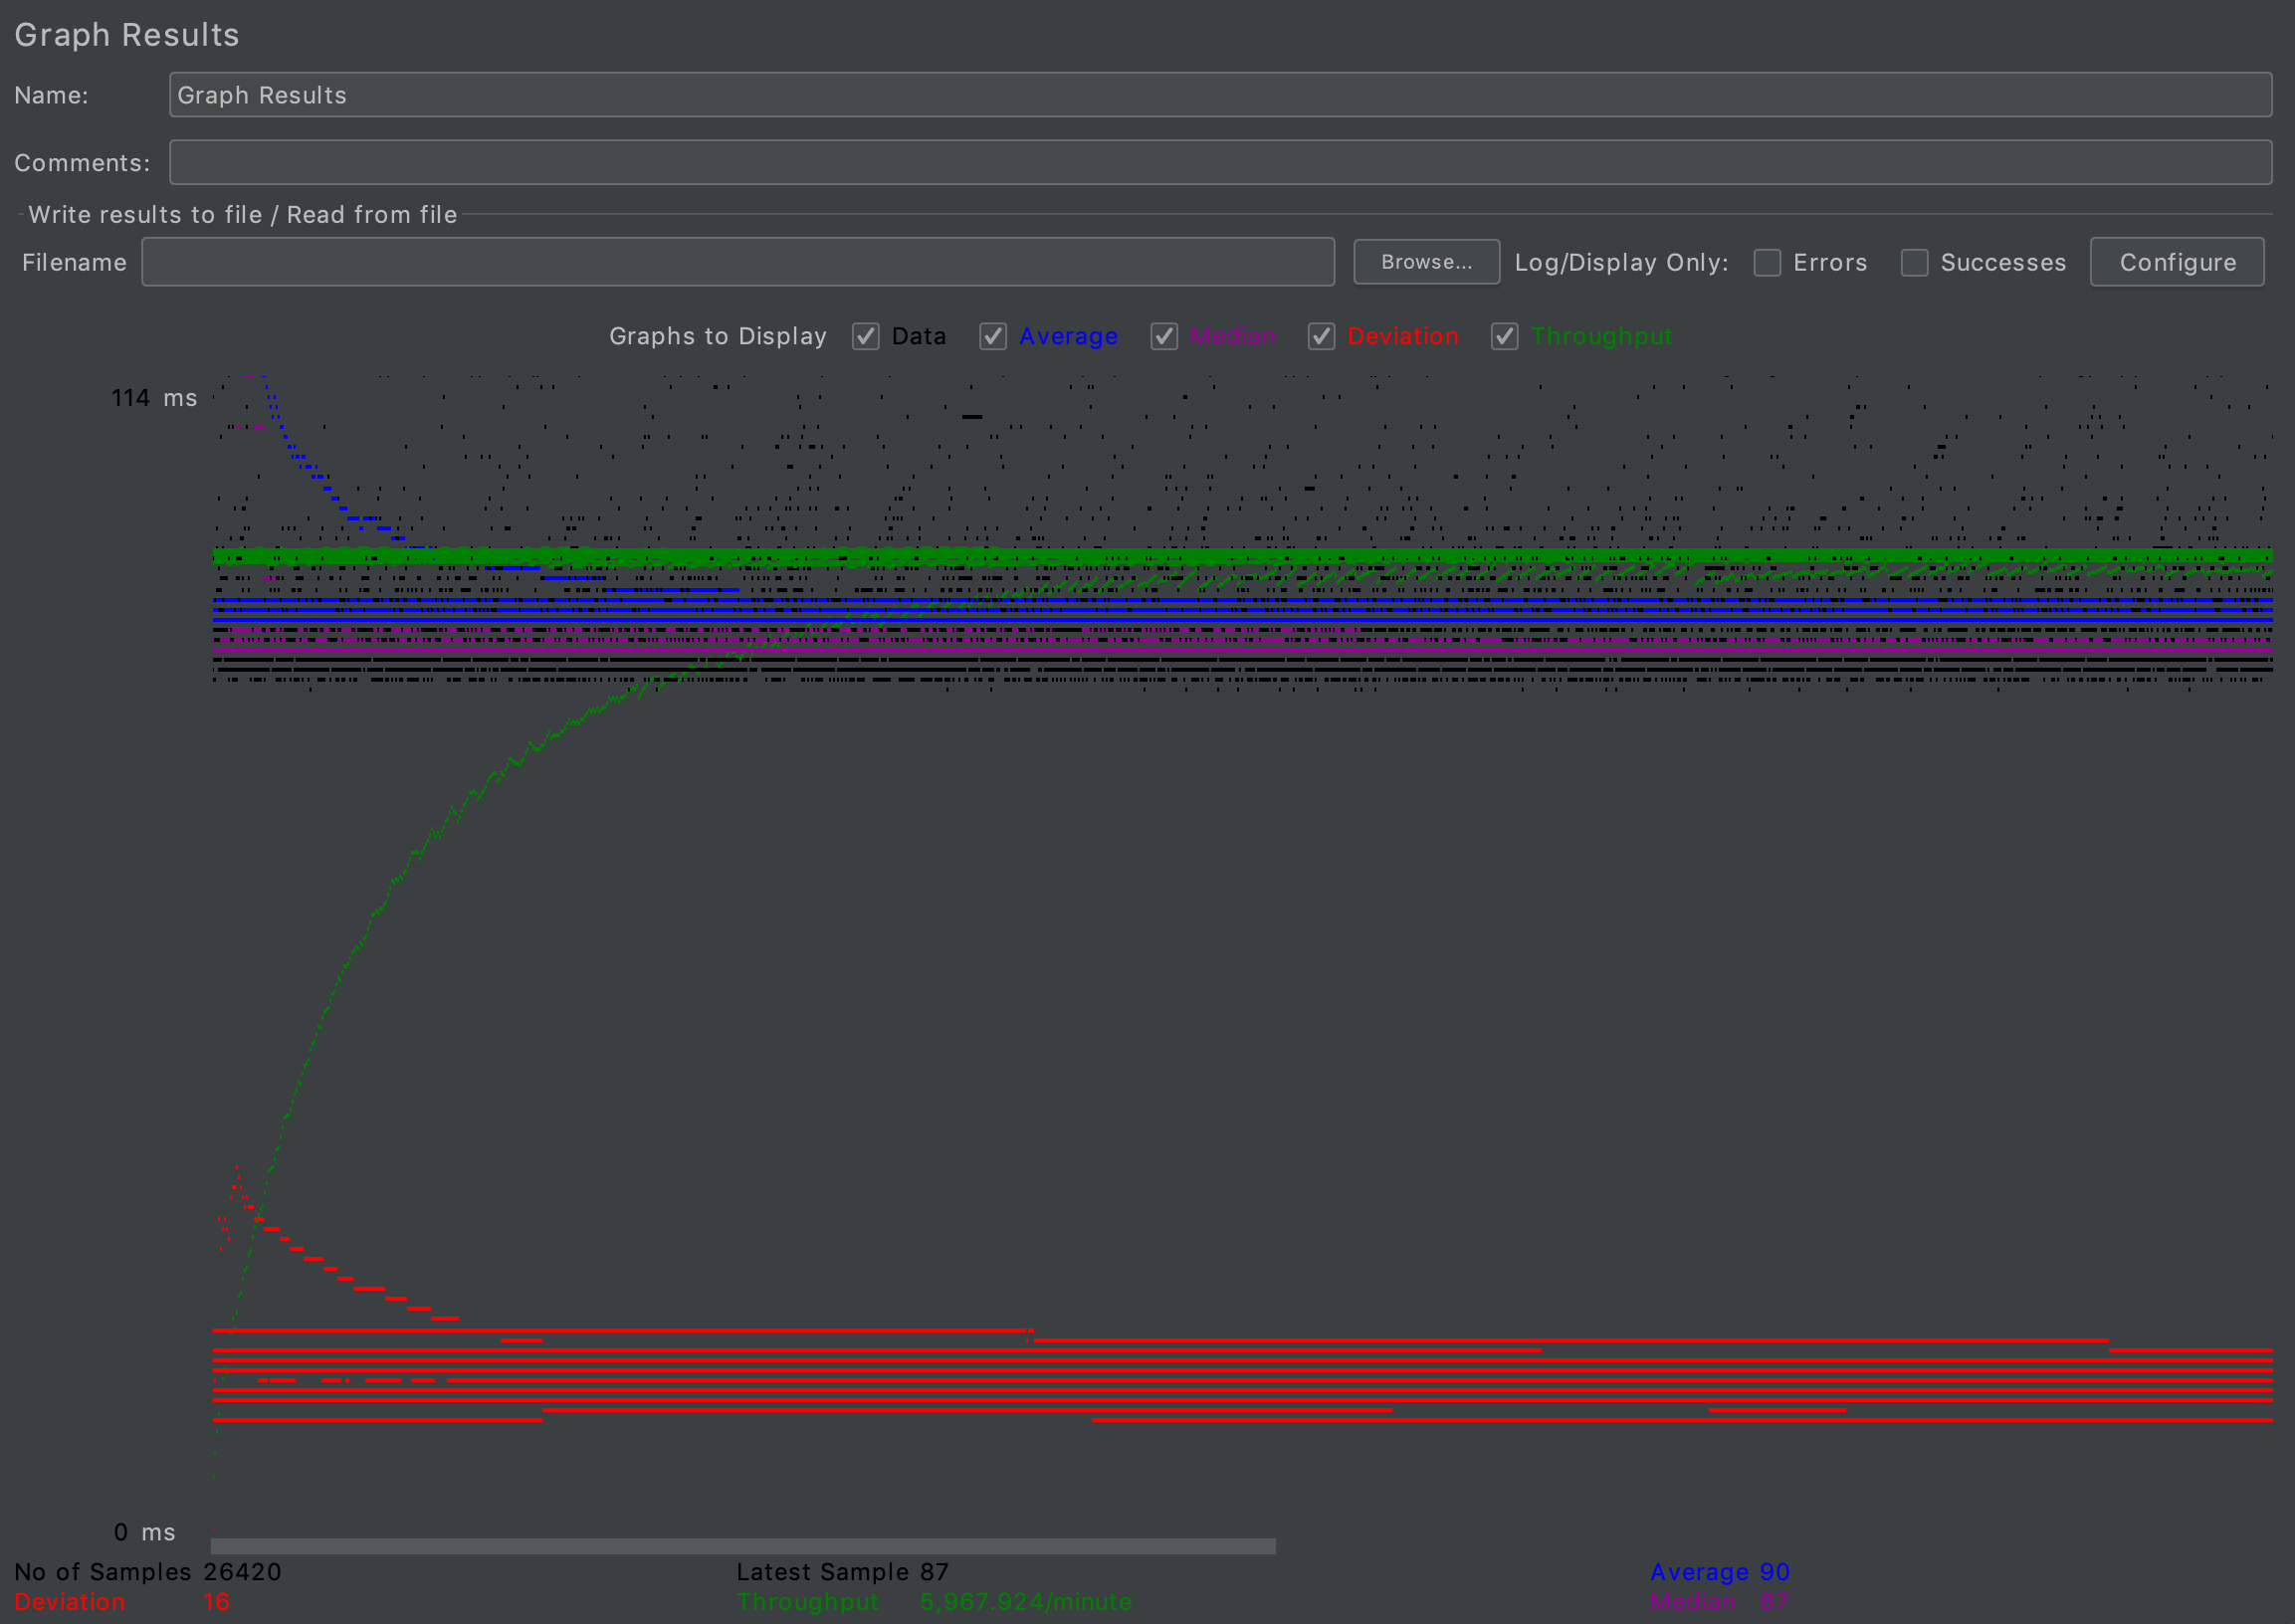 Graph Results
Name: Graph Results
Comments:
Write results to file / Read from file
Filename Browse... Log/Display Only: Errors Successes Configure
Graphs to Display Data Average Median Deviation Throughput
114 ms
0 ms
No of Samples 26420 Latest Sample 87 Average 90
Deviation 16 Throughput 5,967.924/minute Median 87